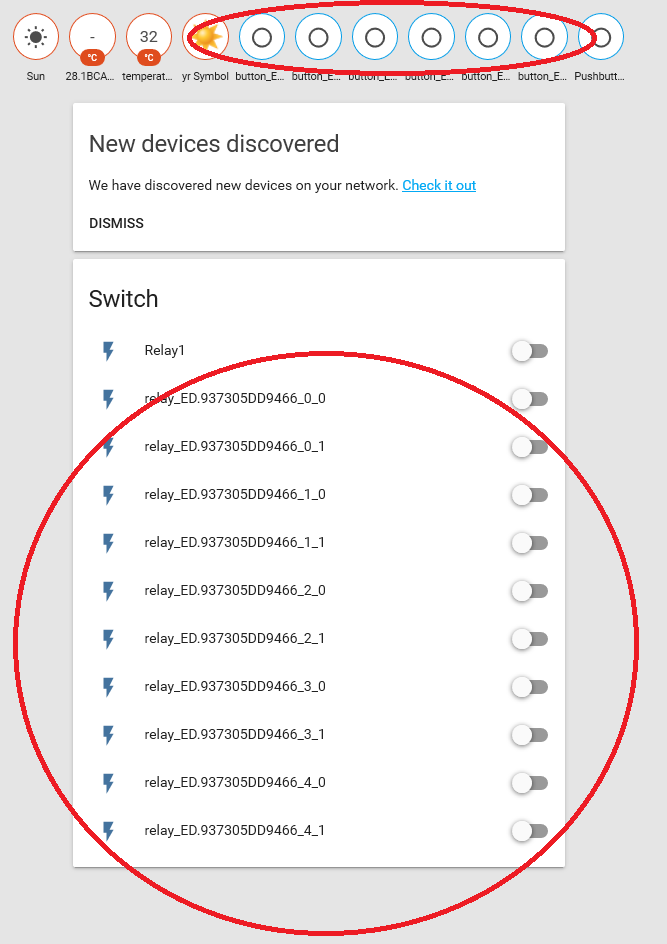 - 32
°C °C
Sun 28.1BCA... temperat... yr Symbol button_E... button_E... button_E... button_E... button_E... button_E... Pushbutt...
New devices discovered
We have discovered new devices on your network. Check it out
DISMISS
Switch
Relay1
relay_ED.937305DD9466_0_0
relay_ED.937305DD9466_0_1
relay_ED.937305DD9466_1_0
relay_ED.937305DD9466_1_1
relay_ED.937305DD9466_2_0
relay_ED.937305DD9466_2_1
relay_ED.937305DD9466_3_0
relay_ED.937305DD9466_3_1
relay_ED.937305DD9466_4_0
relay_ED.937305DD9466_4_1